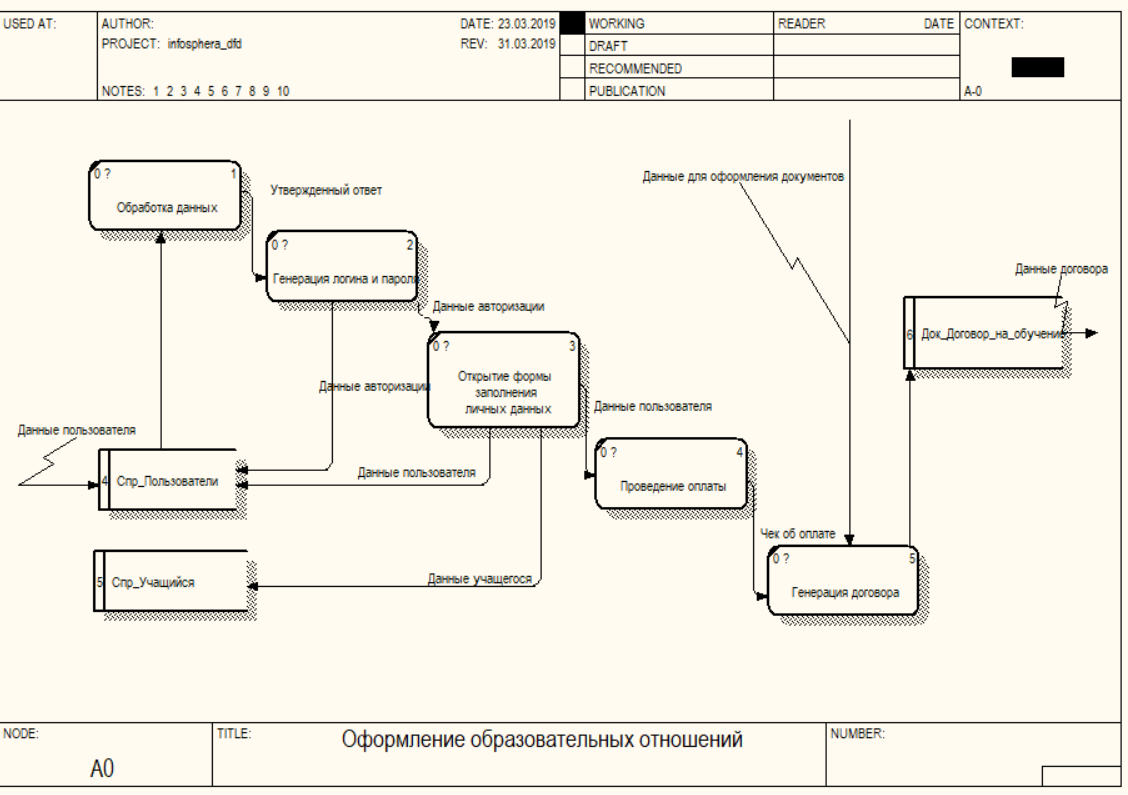 USED AT:
AUTHOR:
DATE: 23.03.2019
WORKING
READER
DATE
CONTEXT:
PROJECT: infosphera_dfd
REV: 31.03.2019
DRAFT
RECOMMENDED
NOTES: 1 2 3 4 5 6 7 8 9 10
PUBLICATION
A-0
0 ?
1
Обработка данных
Утвержденный ответ
Данные для оформления документов
0 ?
2
Генерация логина и пароля
Данные договора
Данные авторизации
6
Док_Договор_на_обучение
0 ?
3
Открытие формы
заполнения
личных данных
Данные авторизации
Данные пользователя
Данные пользователя
0 ?
4
Проведение оплаты
4
Спр_Пользователи
Данные пользователя
Чек об оплате
0 ?
5
Генерация договора
5
Спр_Учащийся
Данные учащегося
NODE:
TITLE:
Оформление образовательных отношений
NUMBER:
A0